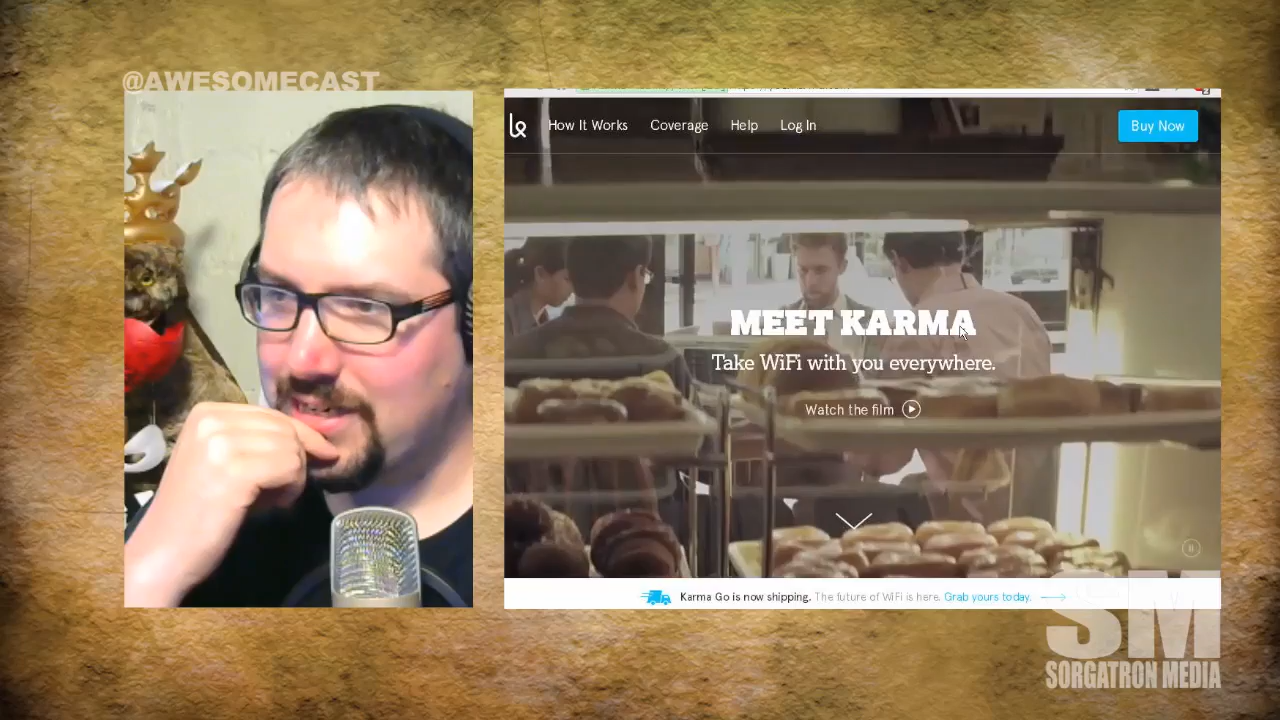 @AWESOMECAST
How It Works Coverage Help Log In Buy Now
MEET KARMA
Take WiFi with you everywhere.
Watch the film
Karma Go is now shipping. The future of WiFi is here. Grab yours today.
SM
SORGATRON MEDIA